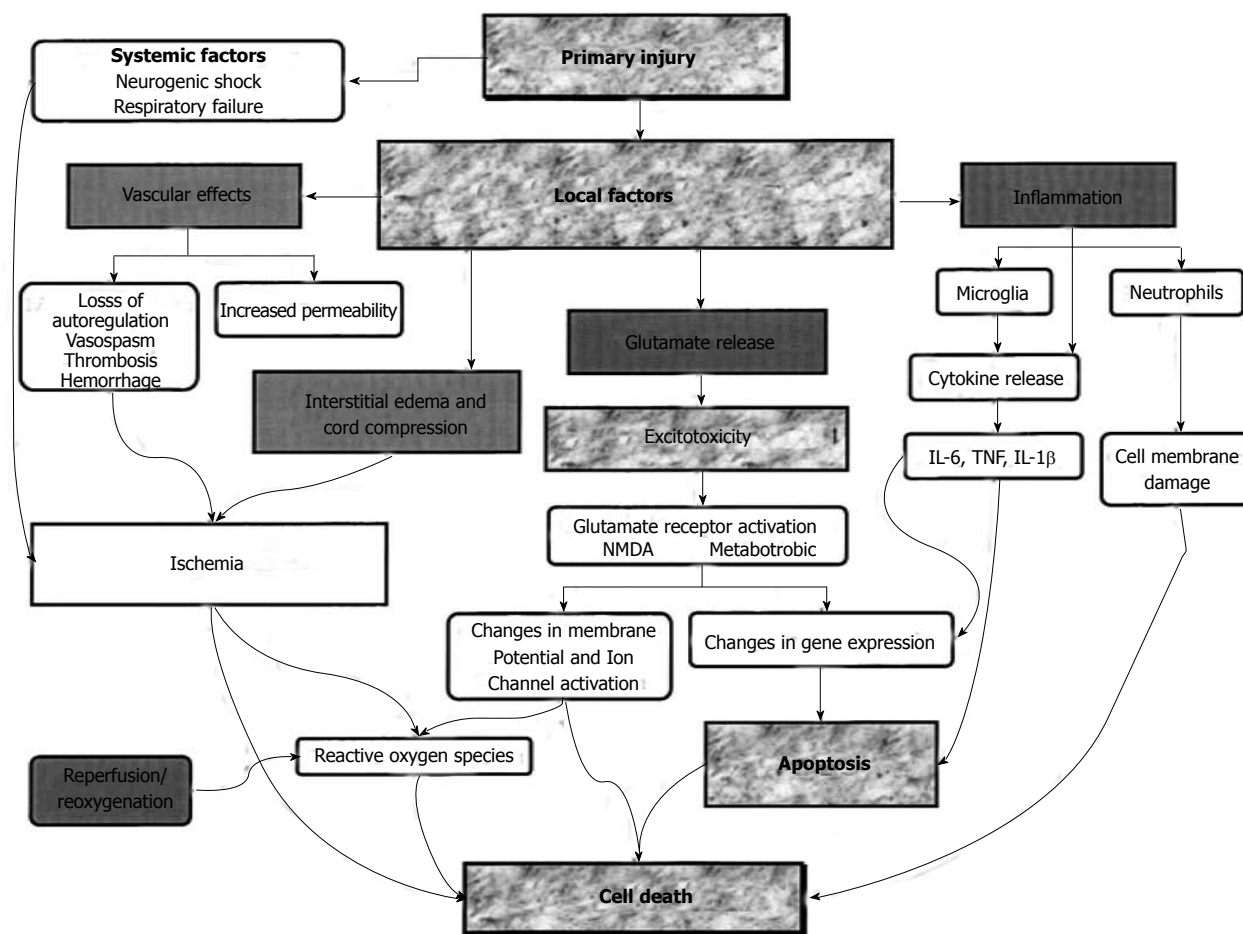 Systemic factors
Neurogenic shock
Respiratory failure
Primary injury
Vascular effects
Local factors
Inflammation
Losss of
autoregulation
Vasospasm
Thrombosis
Hemorrhage
Increased permeability
Microglia
Neutrophils
Glutamate release
Cytokine release
Interstitial edema and
cord compression
Excitotoxicity
IL-6, TNF, IL-1β
Cell membrane
damage
Glutamate receptor activation
NMDA Metabotrobic
Ischemia
Changes in membrane
Potential and Ion
Channel activation
Changes in gene expression
Reactive oxygen species
Apoptosis
Reperfusion/
reoxygenation
Cell death